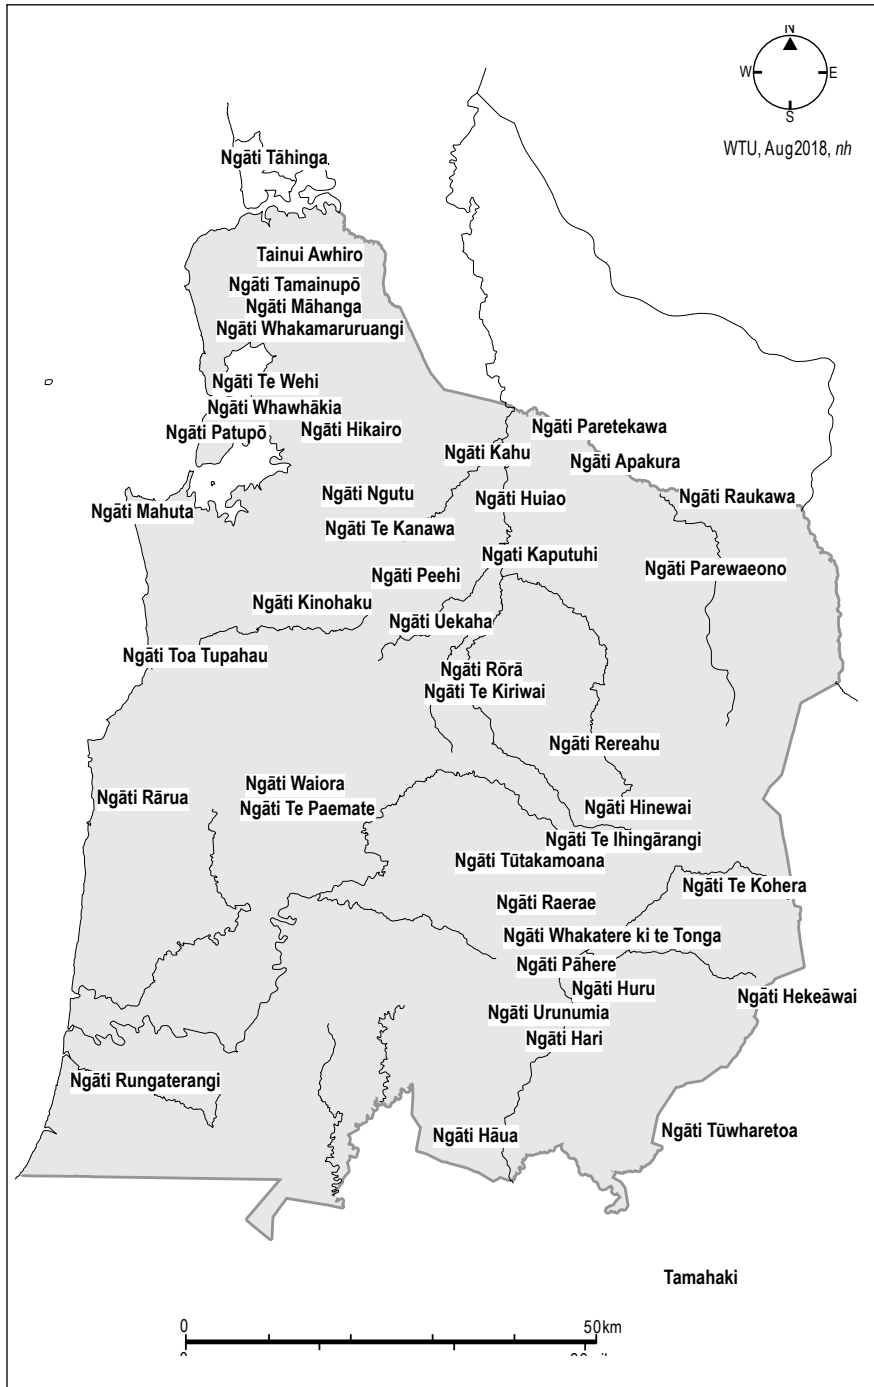 N
W E
S
WTU, Aug2018, nh
Ngāti Tāhinga
Tainui Awhiro
Ngāti Tamainupō
Ngāti Māhanga
Ngāti Whakamarurangi
Ngāti Te Wehi
Ngāti Whawhākia
Ngāti Patupō
Ngāti Hikairo
Ngāti Paretekawa
Ngāti Kahu
Ngāti Apakura
Ngāti Ngutu
Ngāti Huiao
Ngāti Raukawa
Ngāti Mahuta
Ngāti Te Kanawa
Ngati Kaputuhi
Ngāti Parewaeono
Ngāti Peehi
Ngāti Kinohaku
Ngāti Uekaha
Ngāti Toa Tupahau
Ngāti Rōrā
Ngāti Te Kiriwai
Ngāti Rereahu
Ngāti Rārua
Ngāti Waiora
Ngāti Te Paemate
Ngāti Hinewai
Ngāti Te Ihingārangi
Ngāti Tūtakamoana
Ngāti Te Kohera
Ngāti Raerae
Ngāti Whakatere ki te Tonga
Ngāti Pāhere
Ngāti Huru
Ngāti Hekeāwai
Ngāti Urunumia
Ngāti Hari
Ngāti Rungaterangi
Ngāti Hāua
Ngāti Tūwharetoa
Tamahaki
0 50km